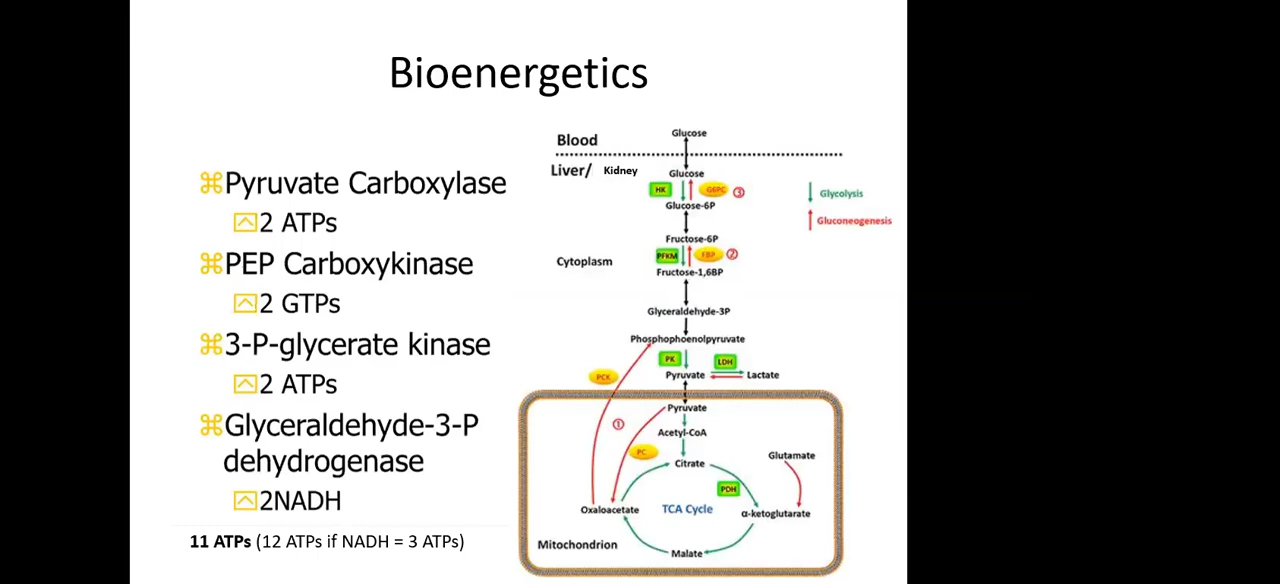 Bioenergetics
⌘Pyruvate Carboxylase
2 ATPs
⌘PEP Carboxykinase
2 GTPs
⌘3-P-glycerate kinase
2 ATPs
⌘Glyceraldehyde-3-P
dehydrogenase
2NADH
11 ATPs (12 ATPs if NADH = 3 ATPs)
Blood
Glucose
Liver/ Kidney
Glucose
HK
G6PC
③
Glucose-6P
Glycolysis
Gluconeogenesis
Fructose-6P
Cytoplasm
PFKM
FBP
②
Fructose-1,6BP
Glyceraldehyde-3P
Phosphophoenolpyruvate
PK
LDH
PCK
Pyruvate
Lactate
Pyruvate
①
Acetyl-CoA
PC
Citrate
Glutamate
PDH
Oxaloacetate
TCA Cycle
α-ketoglutarate
Mitochondrion
Malate